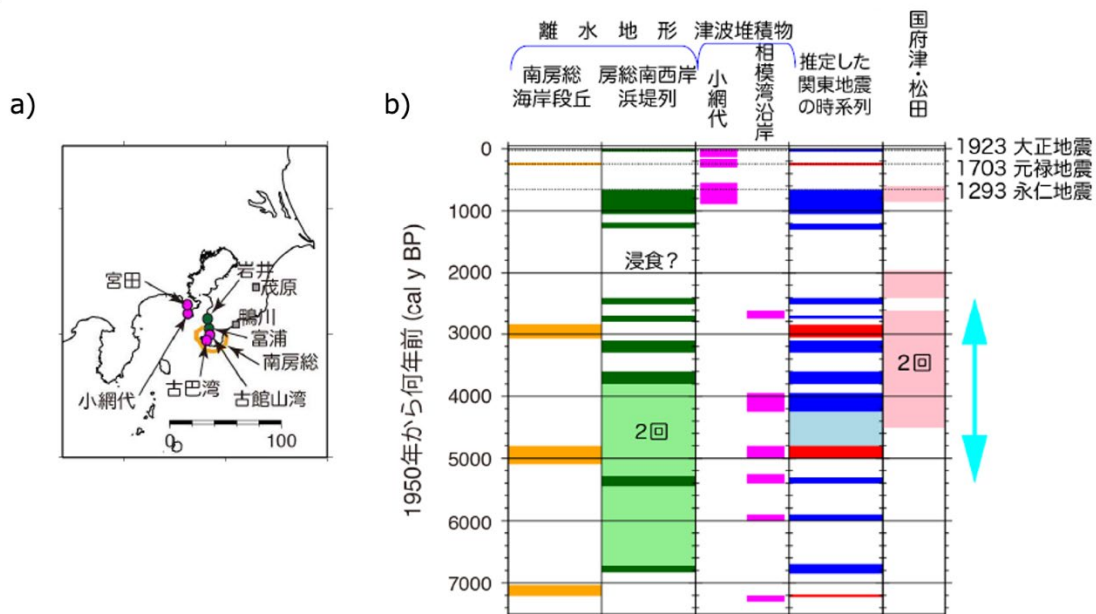 a)
宮田
岩井
茂原
鴨川
富浦
南房総
小網代
古巴湾
古館山湾
0 100
b)
離水地形
津波堆積物
南房総
海岸段丘
房総南西岸
浜堤列
小網代
相模湾沿岸
推定した
関東地震
の時系列
国府津・松田
1950年から何年前 (cal y BP)
0
1000
2000
3000
4000
5000
6000
7000
浸食？
2回
2回
1923 大正地震
1703 元禄地震
1293 永仁地震